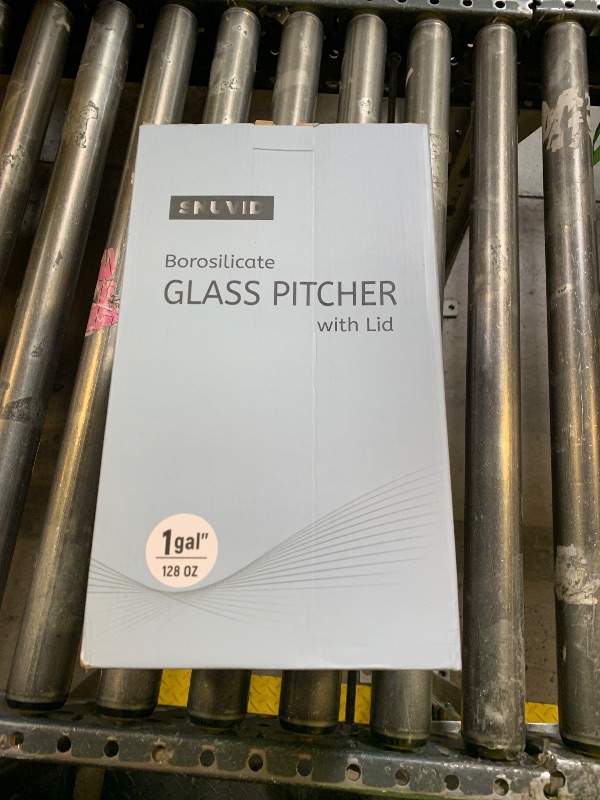 SNUVID
Borosilicate
GLASS PITCHER
with Lid
1gal"
128 OZ